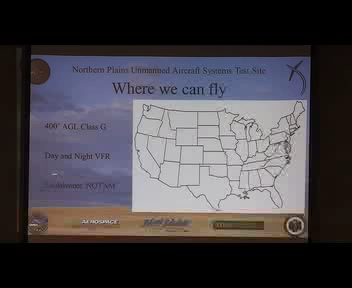 Northern Plains Unmanned Aircraft Systems Test Site
Where we can fly
400' AGL Class G
Day and Night VFR
NOTAM
AEROSPACE